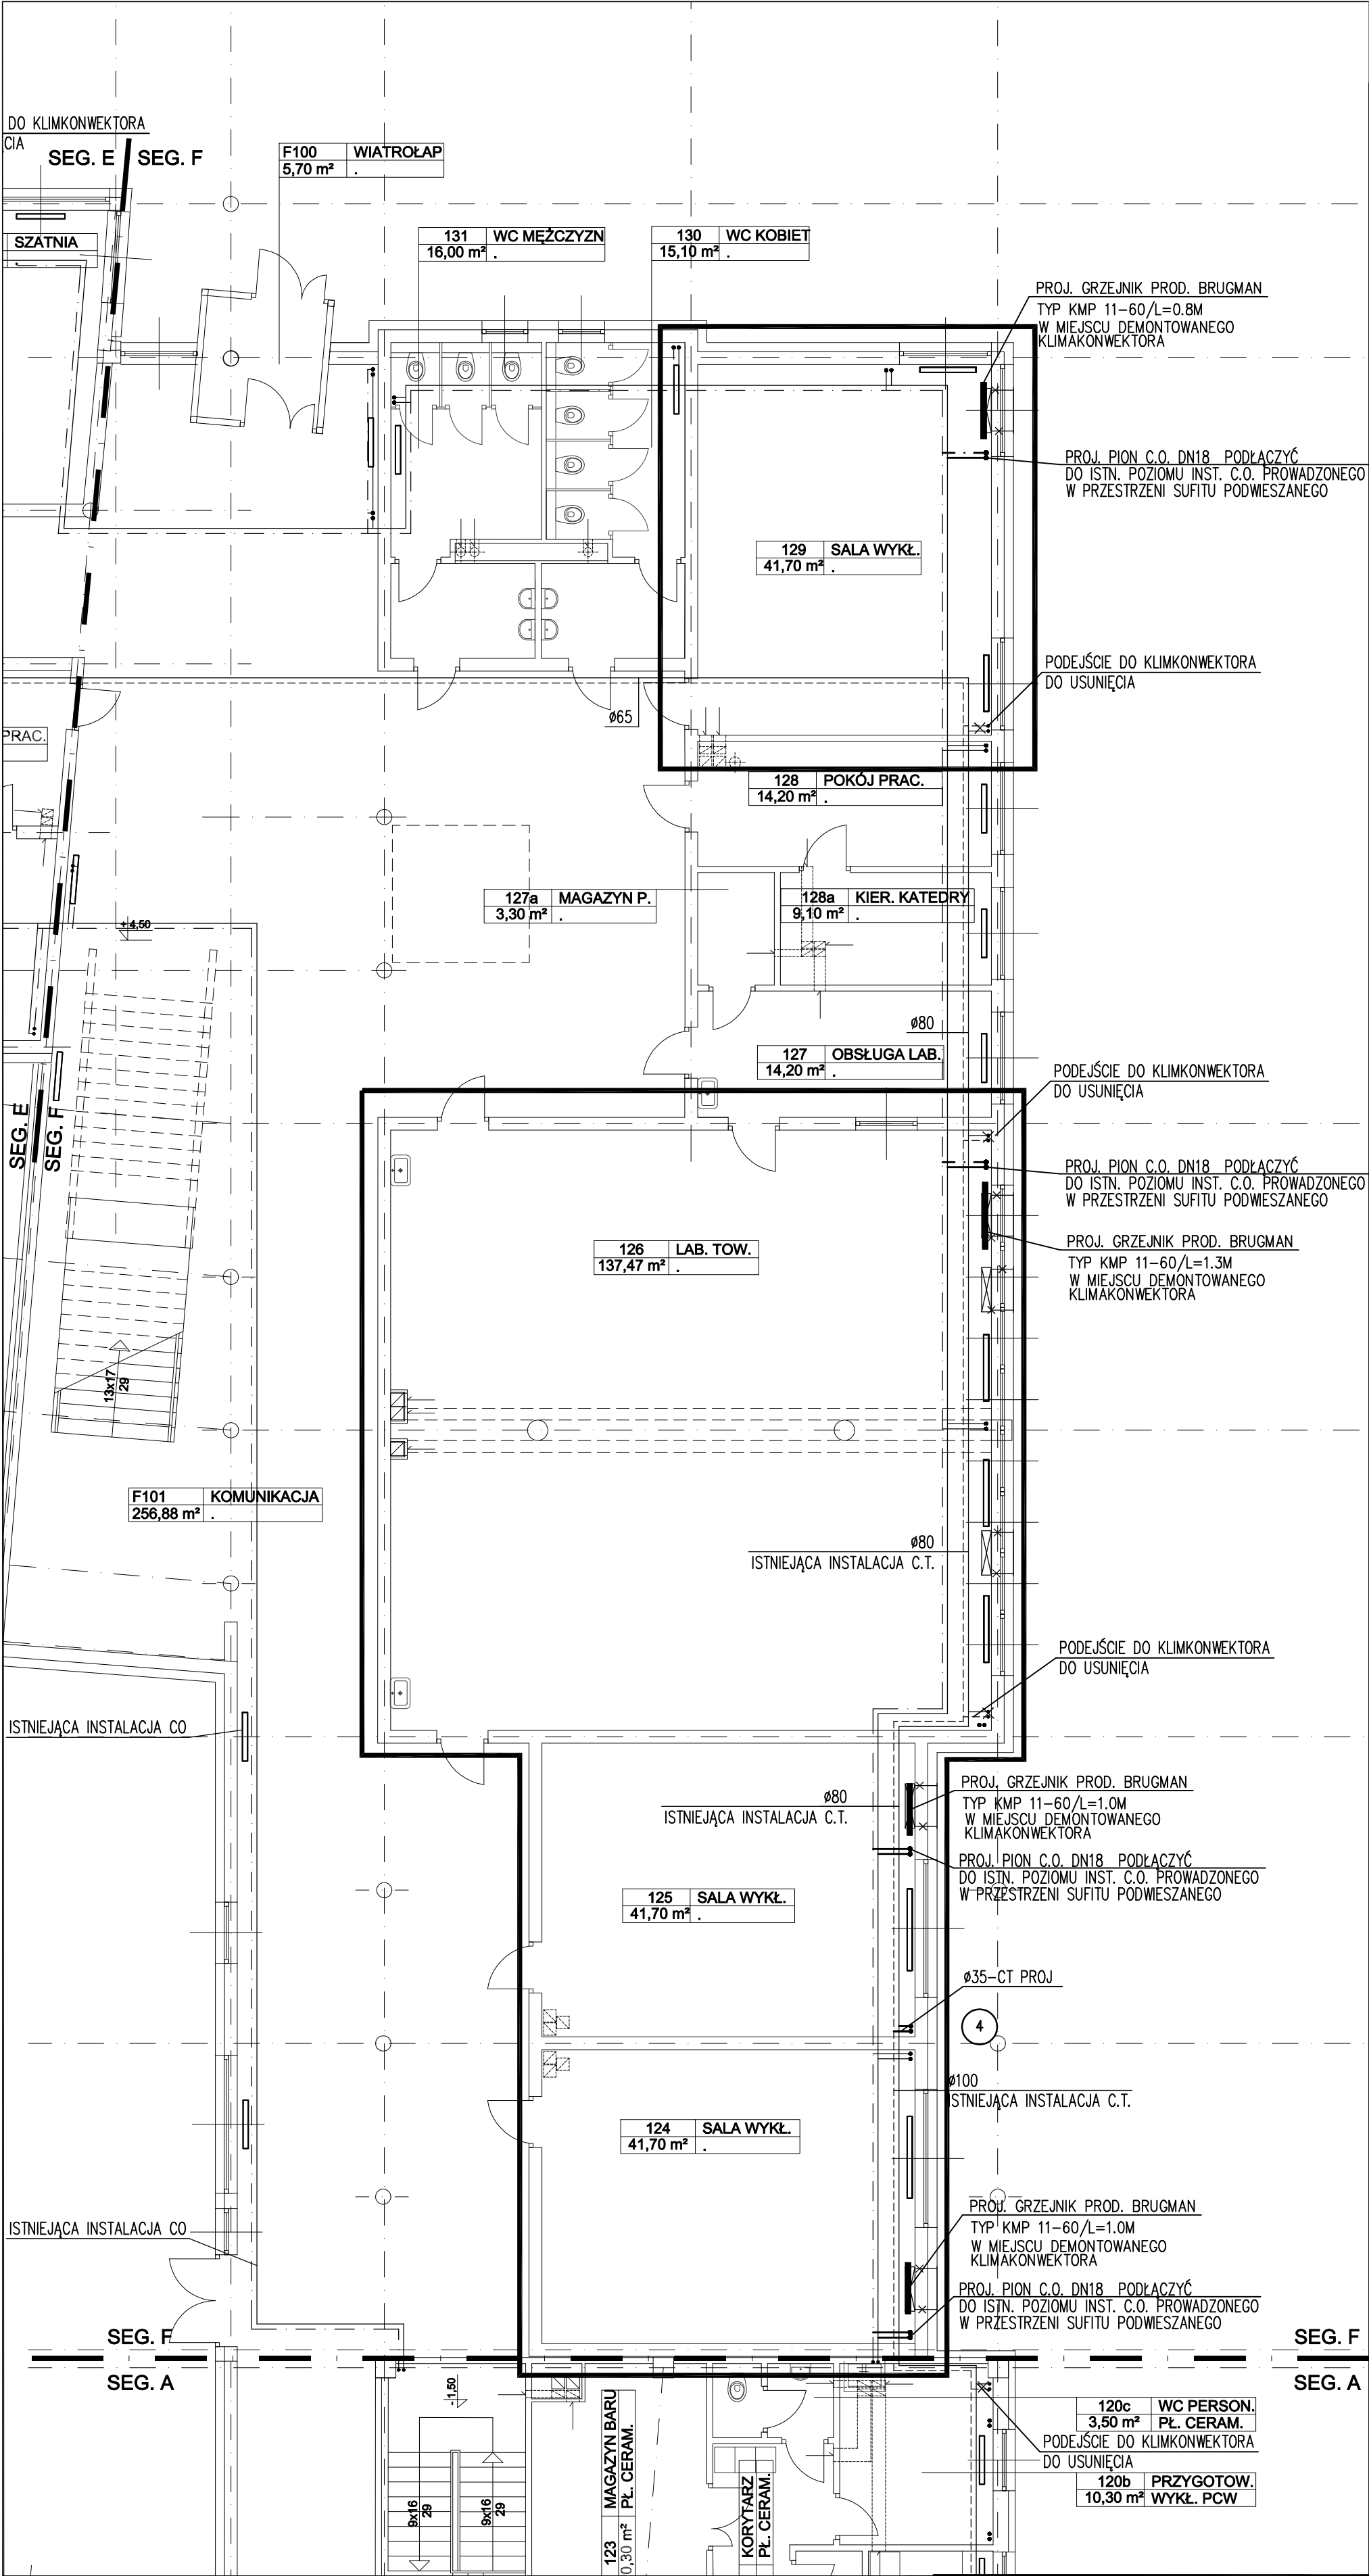 DO KLIMKONWEKTORA
CIA
SEG. E
SEG. F
F100 WIATROŁAP
5,70 m² .
SZATNIA
131 WC MĘŻCZYZN
16,00 m² .
130 WC KOBIET
15,10 m² .
PROJ. GRZEJNIK PROD. BRUGMAN
TYP KMP 11-60/L=0.8M
W MIEJSCU DEMONTOWANEGO
KLIMAKONWEKTORA
PROJ. PION C.O. DN18 PODŁĄCZYĆ
DO ISTN. POZIOMU INST. C.O. PROWADZONEGO
W PRZESTRZENI SUFITU PODWIESZANEGO
129 SALA WYKŁ.
41,70 m² .
PODEJŚCIE DO KLIMKONWEKTORA
DO USUNIĘCIA
ø65
PRAC.
128 POKÓJ PRAC.
14,20 m² .
127a MAGAZYN P.
3,30 m² .
128a KIER. KATEDRY
9,10 m² .
+4,50
ø80
127 OBSŁUGA LAB.
14,20 m² .
PODEJŚCIE DO KLIMKONWEKTORA
DO USUNIĘCIA
SEG. E
SEG. F
PROJ. PION C.O. DN18 PODŁĄCZYĆ
DO ISTN. POZIOMU INST. C.O. PROWADZONEGO
W PRZESTRZENI SUFITU PODWIESZANEGO
126 LAB. TOW.
137,47 m² .
PROJ. GRZEJNIK PROD. BRUGMAN
TYP KMP 11-60/L=1.3M
W MIEJSCU DEMONTOWANEGO
KLIMAKONWEKTORA
13x17
29
F101 KOMUNIKACJA
256,88 m² .
ø80
ISTNIEJĄCA INSTALACJA C.T.
PODEJŚCIE DO KLIMKONWEKTORA
DO USUNIĘCIA
ISTNIEJĄCA INSTALACJA CO
ø80
ISTNIEJĄCA INSTALACJA C.T.
PROJ. GRZEJNIK PROD. BRUGMAN
TYP KMP 11-60/L=1.0M
W MIEJSCU DEMONTOWANEGO
KLIMAKONWEKTORA
PROJ. PION C.O. DN18 PODŁĄCZYĆ
DO ISTN. POZIOMU INST. C.O. PROWADZONEGO
W PRZESTRZENI SUFITU PODWIESZANEGO
125 SALA WYKŁ.
41,70 m² .
ø35-CT PROJ
4
ø100
ISTNIEJĄCA INSTALACJA C.T.
124 SALA WYKŁ.
41,70 m² .
PROJ. GRZEJNIK PROD. BRUGMAN
TYP KMP 11-60/L=1.0M
W MIEJSCU DEMONTOWANEGO
KLIMAKONWEKTORA
ISTNIEJĄCA INSTALACJA CO
PROJ. PION C.O. DN18 PODŁĄCZYĆ
DO ISTN. POZIOMU INST. C.O. PROWADZONEGO
W PRZESTRZENI SUFITU PODWIESZANEGO
SEG. F
SEG. F
SEG. A
SEG. A
-1,50
120c WC PERSON.
3,50 m² PŁ. CERAM.
PODEJŚCIE DO KLIMKONWEKTORA
DO USUNIĘCIA
120b PRZYGOTOW.
10,30 m² WYKŁ. PCW
123 MAGAZYN BARU
0,30 m² PŁ. CERAM.
KORYTARZ
PŁ. CERAM.
9x16
29
9x16
29